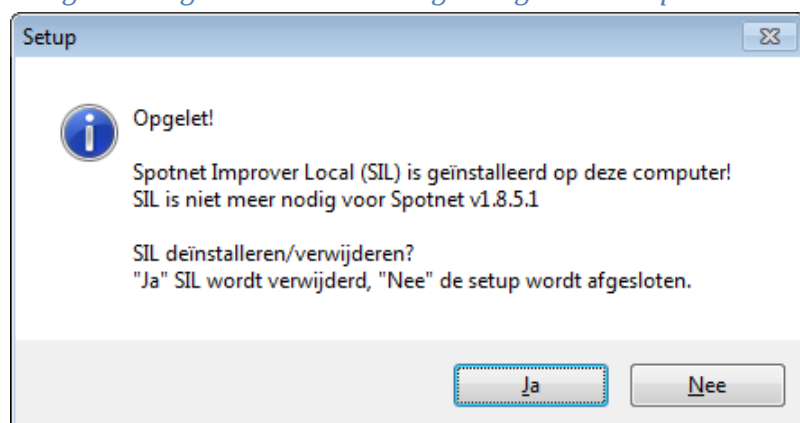 Setup
Opgelet!
Spotnet Improver Local (SIL) is geïnstalleerd op deze computer!
SIL is niet meer nodig voor Spotnet v1.8.5.1
SIL deïnstalleren/verwijderen?
"Ja" SIL wordt verwijderd, "Nee" de setup wordt afgesloten.
Ja
Nee